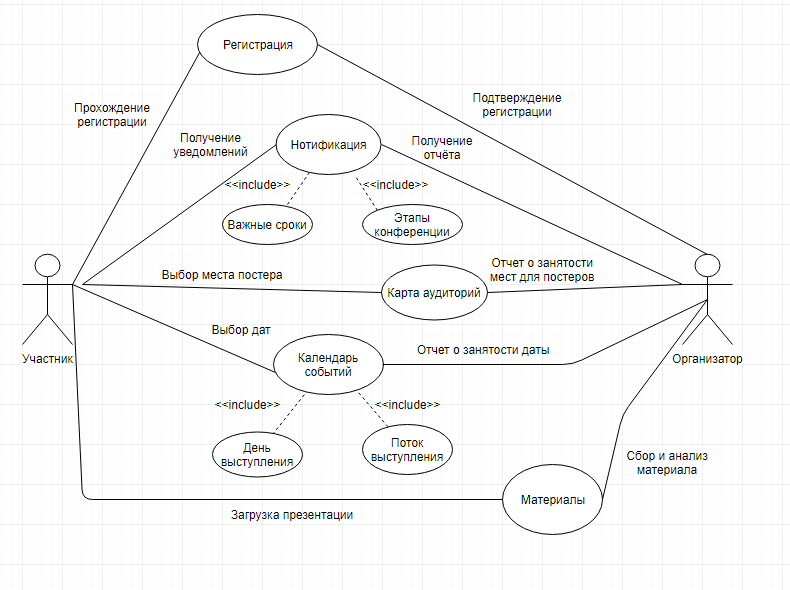 Регистрация
Прохождение
регистрации
Подтверждение
регистрации
Получение
уведомлений
Нотификация
Получение
отчёта
<<include>>
<<include>>
Важные сроки
Этапы
конференции
Выбор места постера
Карта аудиторий
Отчет о занятости
мест для постеров
Участник
Организатор
Выбор дат
Календарь
событий
Отчет о занятости даты
<<include>>
<<include>>
День
выступления
Поток
выступления
Сбор и анализ
материала
Материалы
Загрузка презентации